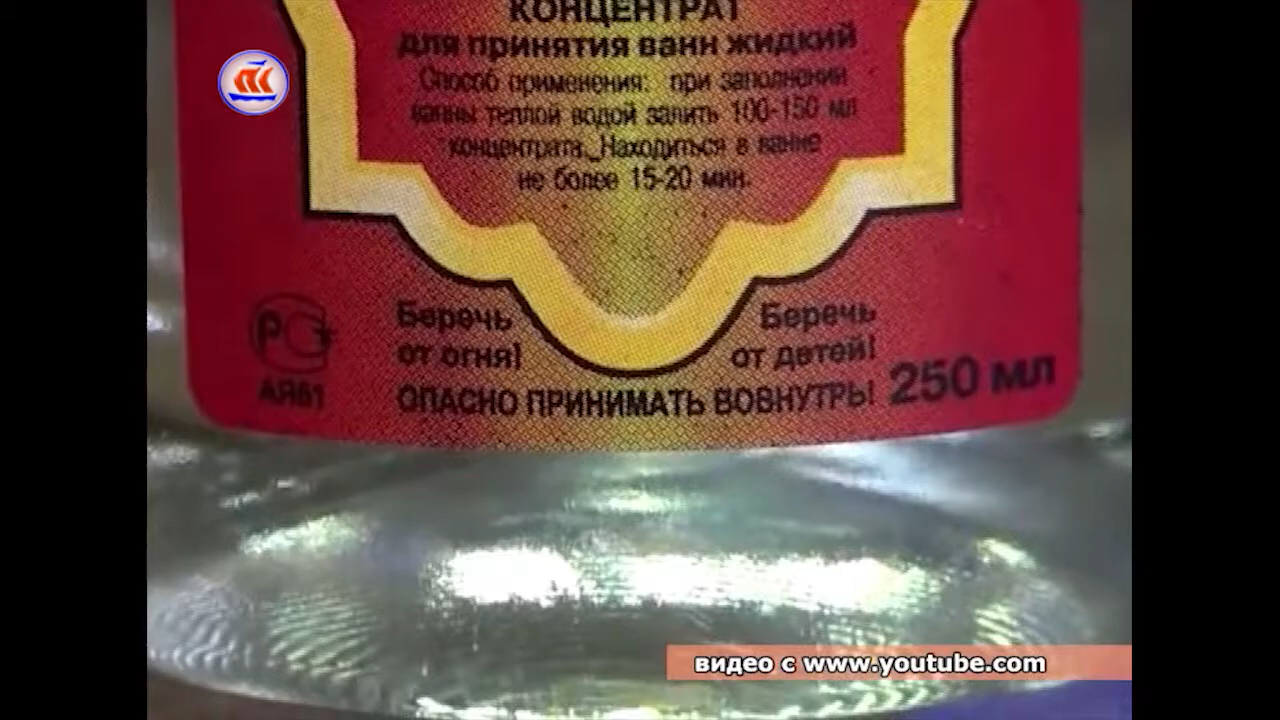 КОНЦЕНТРАТ
для принятия ванн жидкий
Способ применения: при заполнении
ванны теплой водой залить 100-150 мл
концентрата. Находиться в ванне
не более 15-20 мин.
Беречь
от огня!
Беречь
от детей!
РСТ
АЯ61
ОПАСНО ПРИНИМАТЬ ВОВНУТРЬ!
250 мл
видео с www.youtube.com